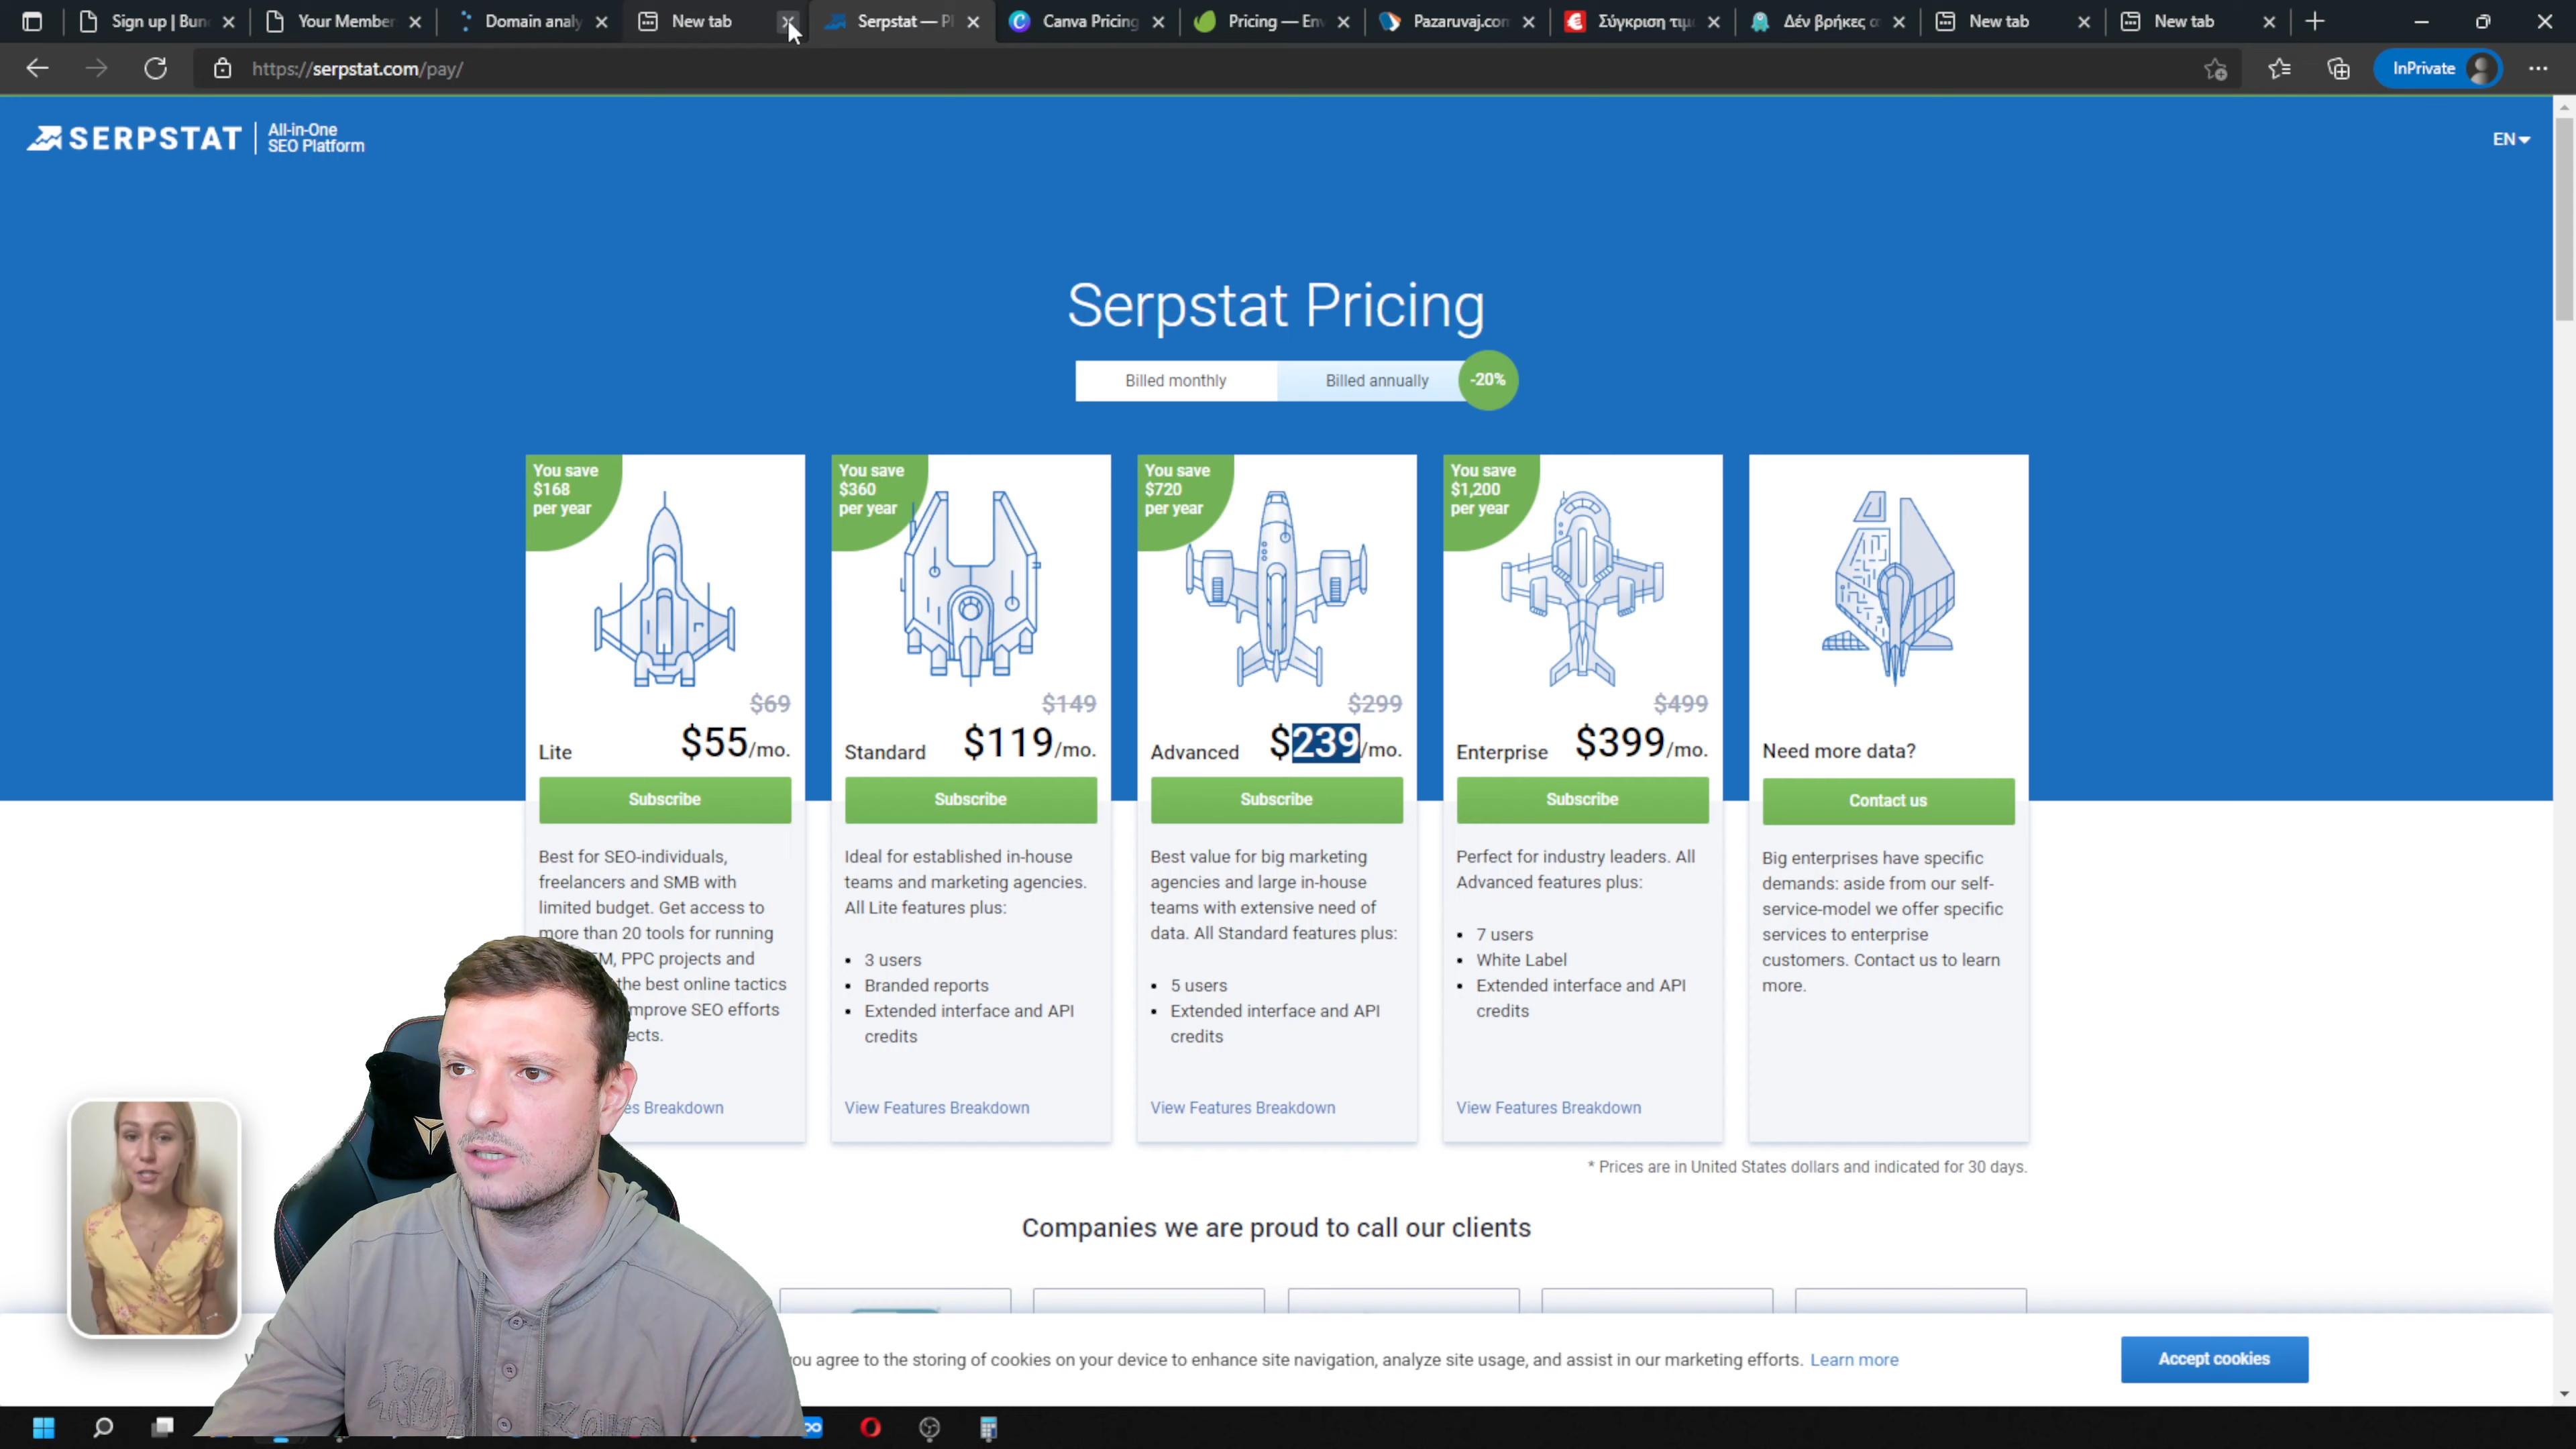 Sign up | Bun
Your Member
Domain analy
New tab
Serpstat — Pl
Canva Pricing
Pricing — Env
Pazaruvaj.com
Σύγκριση τιμ
Δέν βρήκες α
New tab
New tab
https://serpstat.com/pay/
InPrivate
SERPSTAT
All-in-One
SEO Platform
EN
Serpstat Pricing
Billed monthly
Billed annually
-20%
You save
$168
per year
$69
Lite $55/mo.
Subscribe
Best for SEO-individuals,
freelancers and SMB with
limited budget. Get access to
more than 20 tools for running
PPC projects and
the best online tactics
improve SEO efforts
Breakdown
You save
$360
per year
$149
Standard $119/mo.
Subscribe
Ideal for established in-house
teams and marketing agencies.
All Lite features plus:
• 3 users
• Branded reports
• Extended interface and API
credits
View Features Breakdown
You save
$720
per year
$299
Advanced $239/mo.
Subscribe
Best value for big marketing
agencies and large in-house
teams with extensive need of
data. All Standard features plus:
• 5 users
• Extended interface and API
credits
View Features Breakdown
You save
$1,200
per year
$499
Enterprise $399/mo.
Subscribe
Perfect for industry leaders. All
Advanced features plus:
• 7 users
• White Label
• Extended interface and API
credits
View Features Breakdown
Need more data?
Contact us
Big enterprises have specific
demands: aside from our self-
service-model we offer specific
services to enterprise
customers. Contact us to learn
more.
* Prices are in United States dollars and indicated for 30 days.
Companies we are proud to call our clients
you agree to the storing of cookies on your device to enhance site navigation, analyze site usage, and assist in our marketing efforts. Learn more
Accept cookies